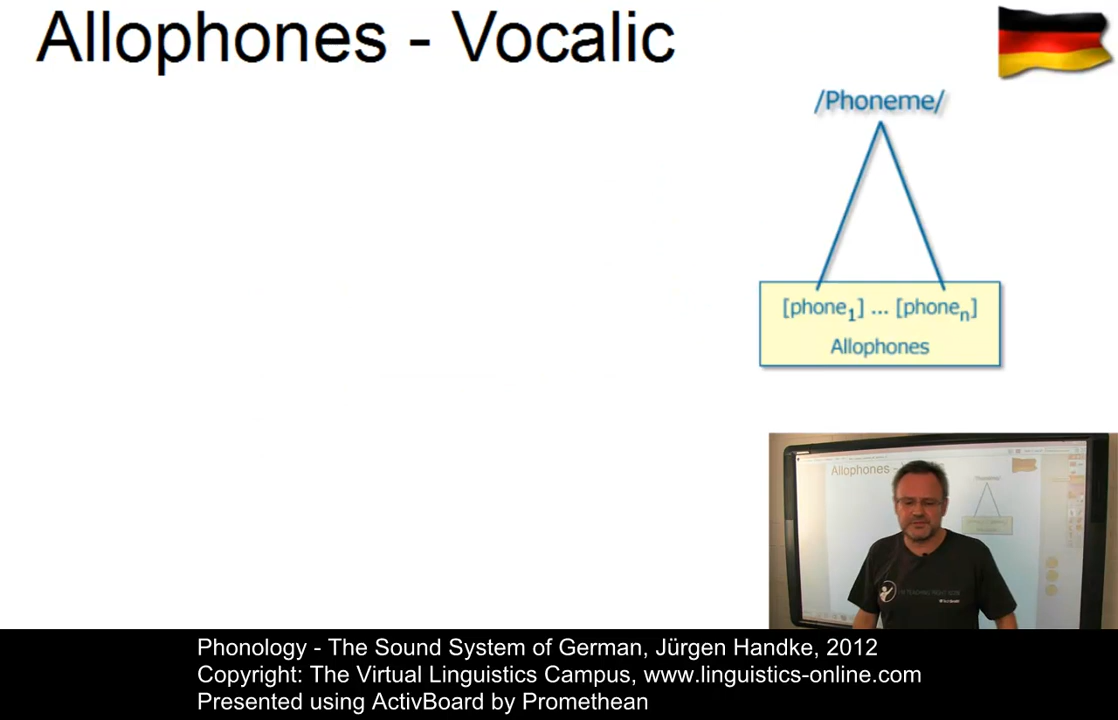 Allophones - Vocalic
/Phoneme/
[phone1] ... [phonen]
Allophones
Allophones -
Phonology - The Sound System of German, Jürgen Handke, 2012
Copyright: The Virtual Linguistics Campus, www.linguistics-online.com
Presented using ActivBoard by Promethean